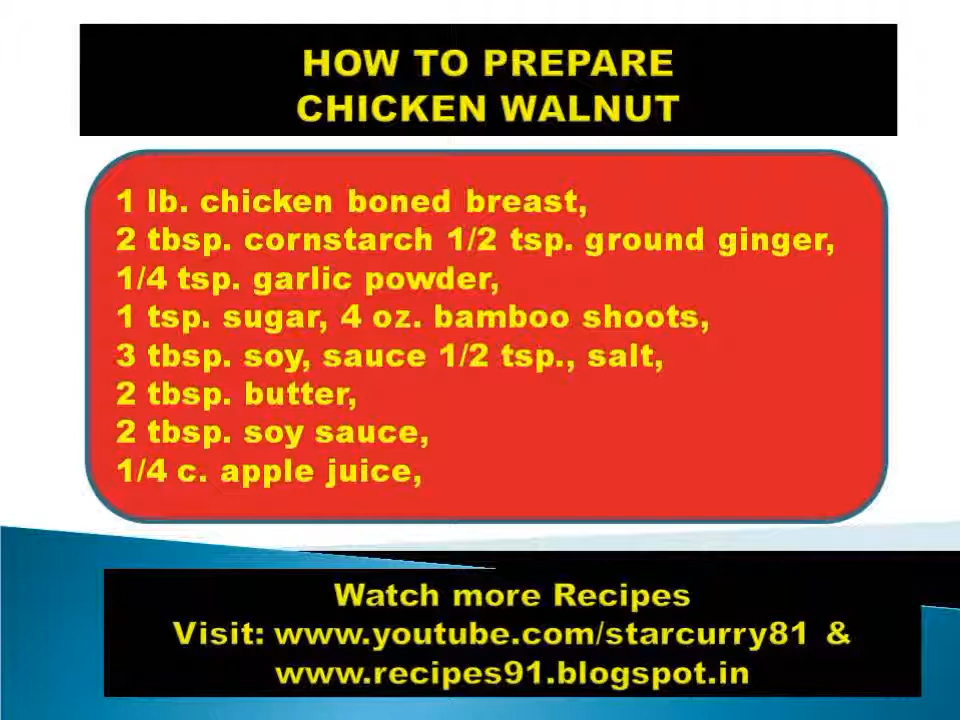 HOW TO PREPARE
CHICKEN WALNUT
1 lb. chicken boned breast,
2 tbsp. cornstarch 1/2 tsp. ground ginger,
1/4 tsp. garlic powder,
1 tsp. sugar, 4 oz. bamboo shoots,
3 tbsp. soy, sauce 1/2 tsp., salt,
2 tbsp. butter,
2 tbsp. soy sauce,
1/4 c. apple juice,
Watch more Recipes
Visit: www.youtube.com/starcurry81 &
www.recipes91.blogspot.in